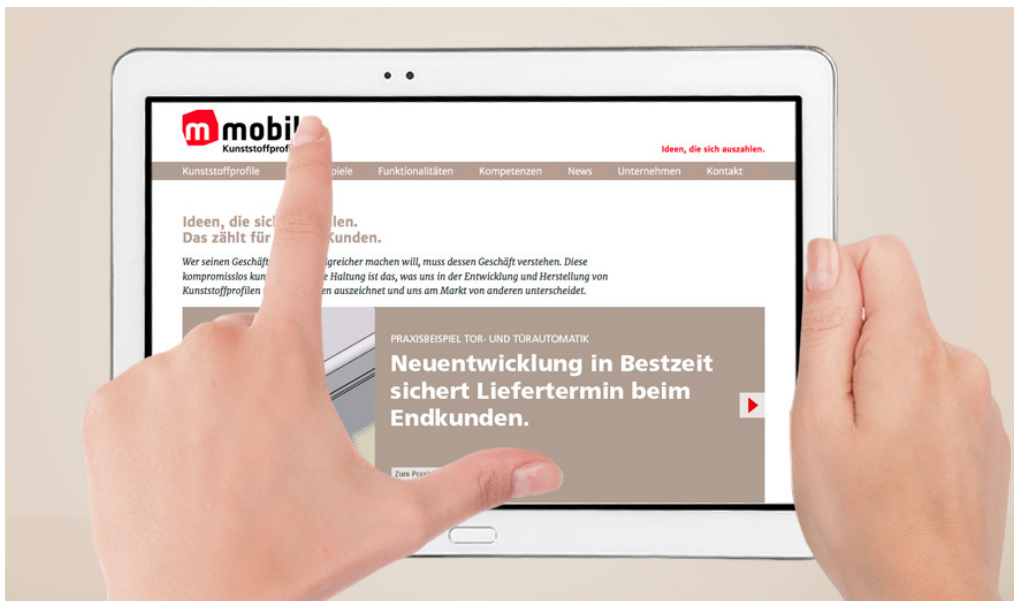 m mobil
Kunststoffprofi
Ideen, die sich auszahlen.
Kunststoffprofile piele Funktionalitäten Kompetenzen News Unternehmen Kontakt
Ideen, die sic len.
Das zählt für Kunden.
Wer seinen Geschäft lgreicher machen will, muss dessen Geschäft verstehen. Diese
kompromisslos kun e Haltung ist das, was uns in der Entwicklung und Herstellung von
Kunststoffprofilen en auszeichnet und uns am Markt von anderen unterscheidet.
PRAXISBEISPIEL TOR- UND TÜRAUTOMATIK
Neuentwicklung in Bestzeit
sichert Liefertermin beim
Endkunden.
Zum Prax